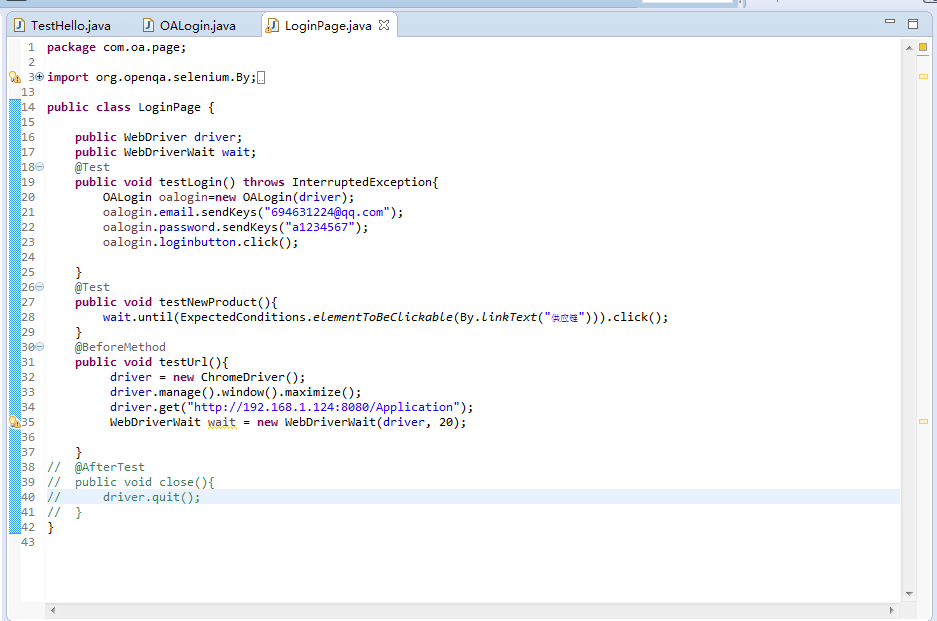 TestHello.java OALogin.java LoginPage.java
1 package com.oa.page;
2
3 import org.openqa.selenium.By;
13
14 public class LoginPage {
15
16 public WebDriver driver;
17 public WebDriverWait wait;
18 @Test
19 public void testLogin() throws InterruptedException{
20 OALogin oalogin=new OALogin(driver);
21 oalogin.email.sendKeys("694631224@qq.com");
22 oalogin.password.sendKeys("a1234567");
23 oalogin.loginbutton.click();
24
25 }
26 @Test
27 public void testNewProduct(){
28 wait.until(ExpectedConditions.elementToBeClickable(By.linkText("供应链"))).click();
29 }
30 @BeforeMethod
31 public void testUrl(){
32 driver = new ChromeDriver();
33 driver.manage().window().maximize();
34 driver.get("http://192.168.1.124:8080/Application");
35 WebDriverWait wait = new WebDriverWait(driver, 20);
36
37 }
38 // @AfterTest
39 // public void close(){
40 // driver.quit();
41 // }
42 }
43